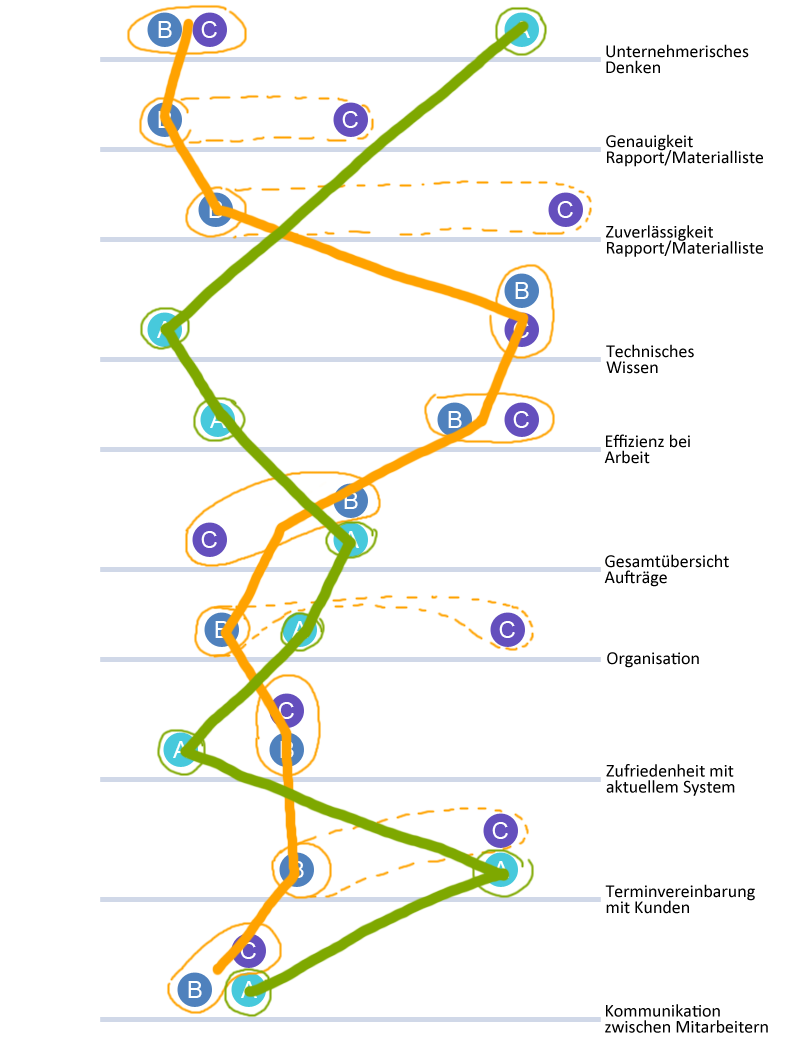 B C A
Unternehmerisches
Denken
B C
Genauigkeit
Rapport/Materialliste
B C
Zuverlässigkeit
Rapport/Materialliste
B
A C
Technisches
Wissen
A B C
Effizienz bei
Arbeit
B
C A
Gesamtübersicht
Aufträge
B A C
Organisation
C
A B
Zufriedenheit mit
aktuellem System
C
B A
Terminvereinbarung
mit Kunden
C
B A
Kommunikation
zwischen Mitarbeitern